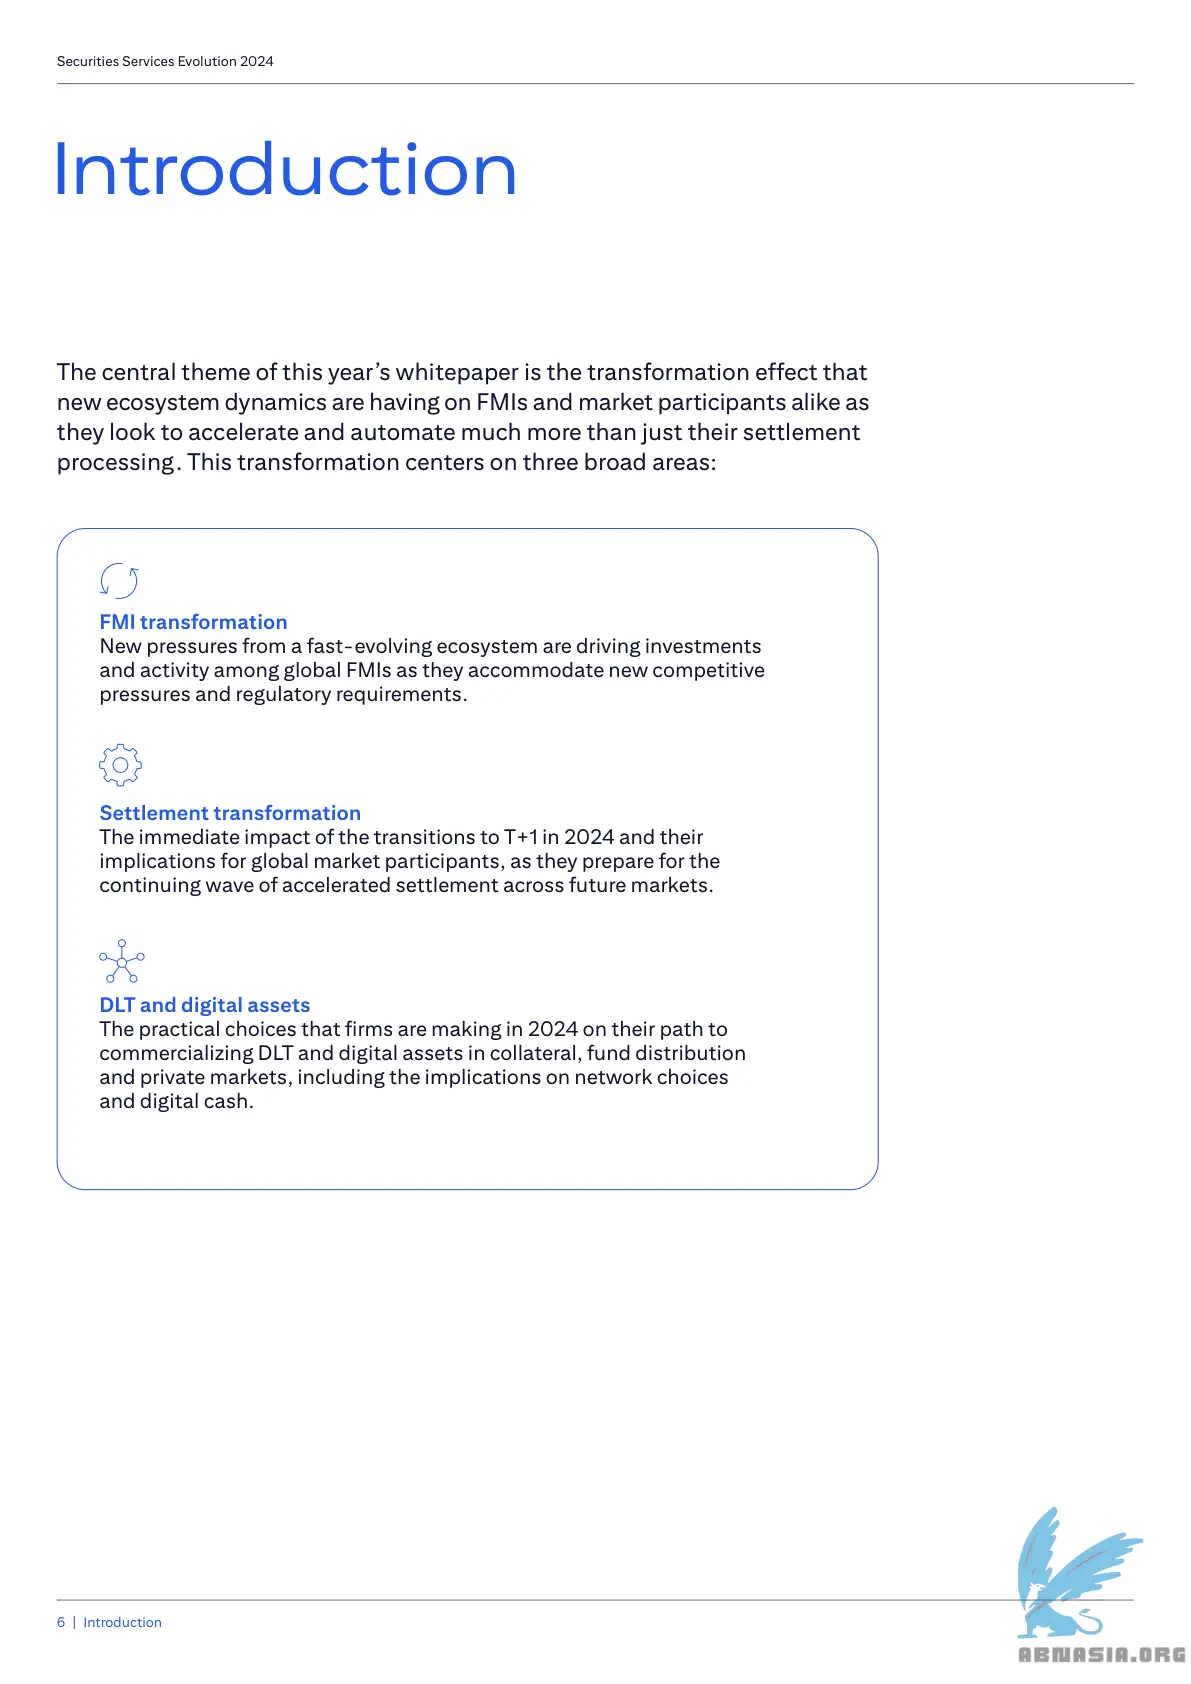 Securities Services Evolution 2024
Introduction
The central theme of this year’s whitepaper is the transformation effect that
new ecosystem dynamics are having on FMIs and market participants alike as
they look to accelerate and automate much more than just their settlement
processing. This transformation centers on three broad areas:
FMI transformation
New pressures from a fast-evolving ecosystem are driving investments
and activity among global FMIs as they accommodate new competitive
pressures and regulatory requirements.
Settlement transformation
The immediate impact of the transitions to T+1 in 2024 and their
implications for global market participants, as they prepare for the
continuing wave of accelerated settlement across future markets.
DLT and digital assets
The practical choices that firms are making in 2024 on their path to
commercializing DLT and digital assets in collateral, fund distribution
and private markets, including the implications on network choices
and digital cash.
6 | Introduction
ABNASIA.ORG